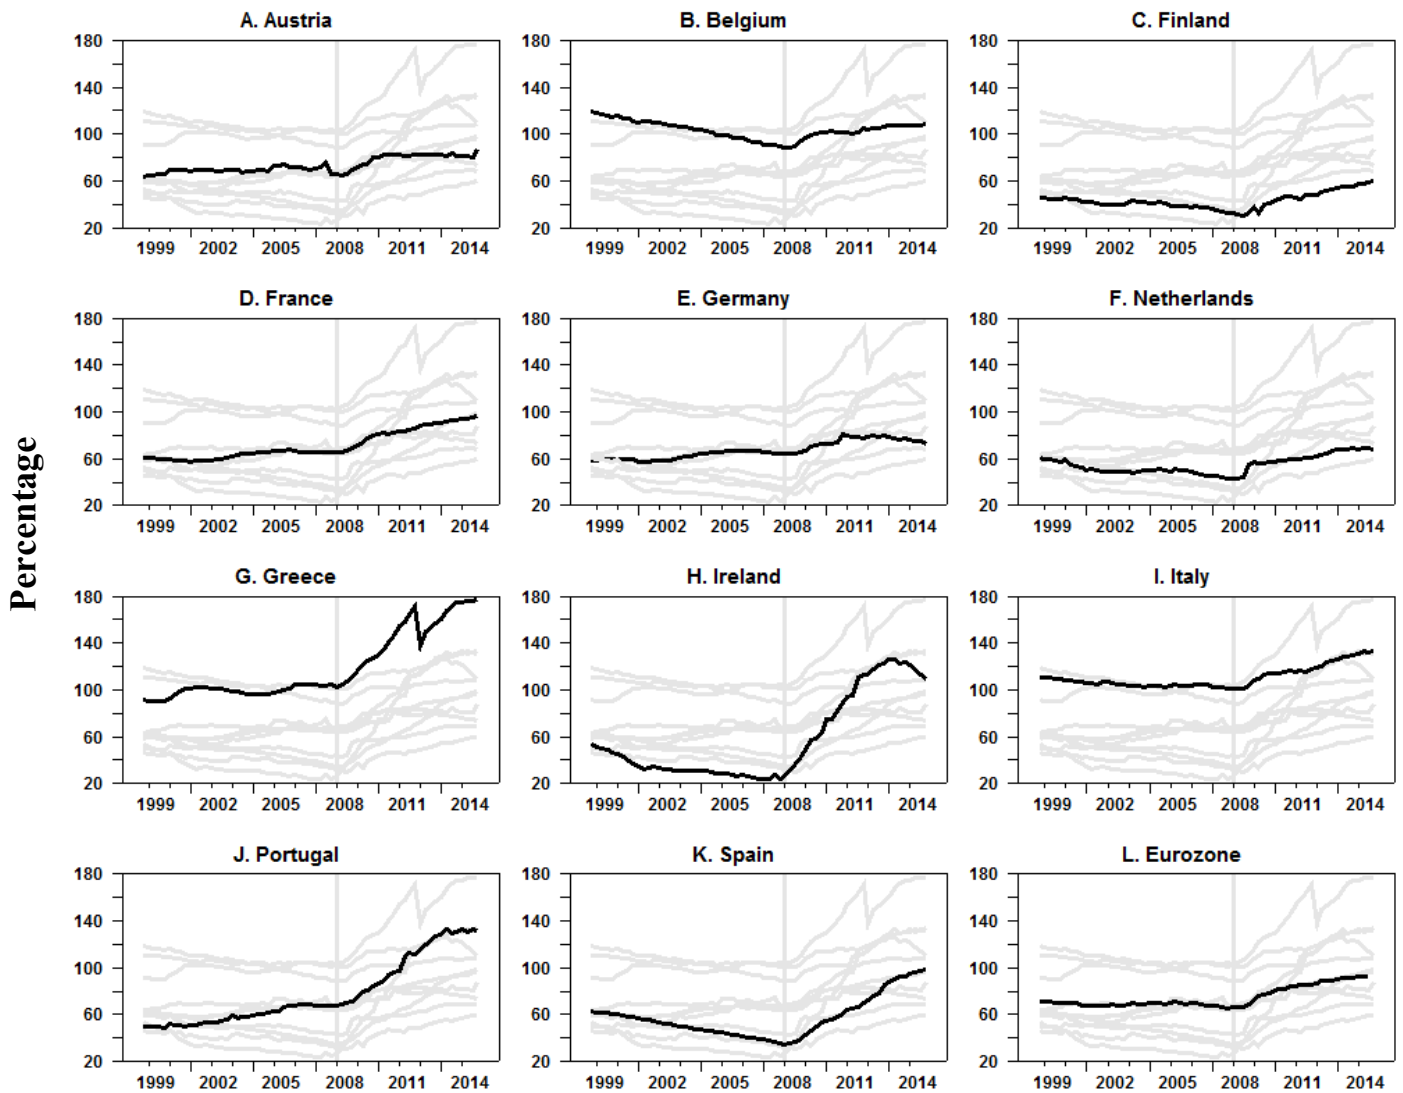 A. Austria B. Belgium C. Finland
180 180 180
140 140 140
100 100 100
60 60 60
20 20 20
1999 2002 2005 2008 2011 2014 1999 2002 2005 2008 2011 2014 1999 2002 2005 2008 2011 2014
D. France E. Germany F. Netherlands
180 180 180
140 140 140
100 100 100
60 60 60
20 20 20
1999 2002 2005 2008 2011 2014 1999 2002 2005 2008 2011 2014 1999 2002 2005 2008 2011 2014
Percentage
G. Greece H. Ireland I. Italy
180 180 180
140 140 140
100 100 100
60 60 60
20 20 20
1999 2002 2005 2008 2011 2014 1999 2002 2005 2008 2011 2014 1999 2002 2005 2008 2011 2014
J. Portugal K. Spain L. Eurozone
180 180 180
140 140 140
100 100 100
60 60 60
20 20 20
1999 2002 2005 2008 2011 2014 1999 2002 2005 2008 2011 2014 1999 2002 2005 2008 2011 2014